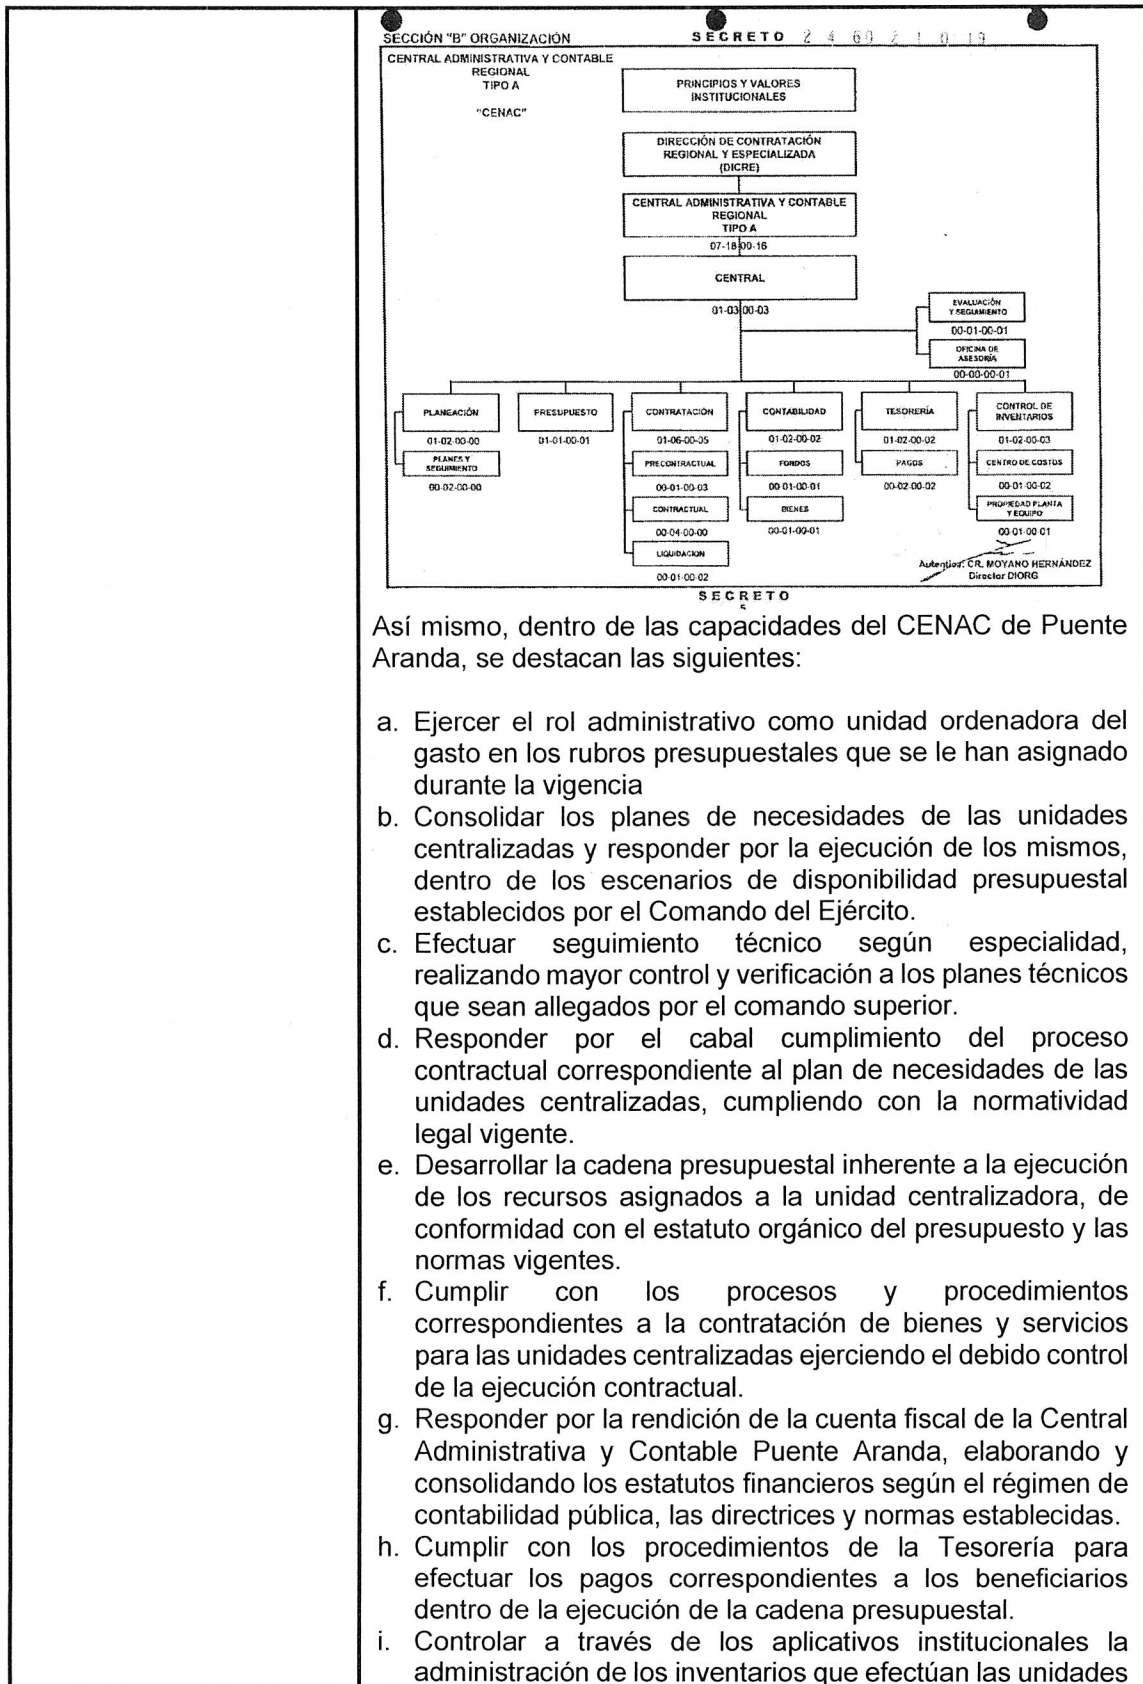 SECCIÓN "B" ORGANIZACIÓN
SECRETO 2 4 60 2 1 0 19
CENTRAL ADMINISTRATIVA Y CONTABLE
REGIONAL
TIPO A
"CENAC"
PRINCIPIOS Y VALORES
INSTITUCIONALES
DIRECCIÓN DE CONTRATACIÓN
REGIONAL Y ESPECIALIZADA
(DICRE)
CENTRAL ADMINISTRATIVA Y CONTABLE
REGIONAL
TIPO A
07-18-00-16
CENTRAL
01-03-00-03
EVALUACIÓN
Y SEGUIMIENTO
00-01-00-01
OFICINA DE
ASESORÍA
00-00-00-01
PLANEACIÓN
01-02-00-00
PLANES Y
SEGUIMIENTO
00-02-00-00
PRESUPUESTO
01-01-00-01
CONTRATACIÓN
01-06-00-05
PRECONTRACTUAL
00-01-00-03
CONTRACTUAL
00-04-00-00
LIQUIDACION
00-01-00-02
CONTABILIDAD
01-02-00-02
FONDOS
00-01-00-01
BIENES
00-01-00-01
TESORERÍA
01-02-00-02
PAGOS
00-02-00-02
CONTROL DE
INVENTARIOS
01-02-00-03
CENTRO DE COSTOS
00-01-00-02
PROPIEDAD PLANTA
Y EQUIPO
00-01-00-01
Autentica: CR. MOYANO HERNÁNDEZ
Director DIORG
SECRETO
Así mismo, dentro de las capacidades del CENAC de Puente
Aranda, se destacan las siguientes:
a. Ejercer el rol administrativo como unidad ordenadora del
gasto en los rubros presupuestales que se le han asignado
durante la vigencia
b. Consolidar los planes de necesidades de las unidades
centralizadas y responder por la ejecución de los mismos,
dentro de los escenarios de disponibilidad presupuestal
establecidos por el Comando del Ejército.
c. Efectuar seguimiento técnico según especialidad,
realizando mayor control y verificación a los planes técnicos
que sean allegados por el comando superior.
d. Responder por el cabal cumplimiento del proceso
contractual correspondiente al plan de necesidades de las
unidades centralizadas, cumpliendo con la normatividad
legal vigente.
e. Desarrollar la cadena presupuestal inherente a la ejecución
de los recursos asignados a la unidad centralizadora, de
conformidad con el estatuto orgánico del presupuesto y las
normas vigentes.
f. Cumplir con los procesos y procedimientos
correspondientes a la contratación de bienes y servicios
para las unidades centralizadas ejerciendo el debido control
de la ejecución contractual.
g. Responder por la rendición de la cuenta fiscal de la Central
Administrativa y Contable Puente Aranda, elaborando y
consolidando los estatutos financieros según el régimen de
contabilidad pública, las directrices y normas establecidas.
h. Cumplir con los procedimientos de la Tesorería para
efectuar los pagos correspondientes a los beneficiarios
dentro de la ejecución de la cadena presupuestal.
i. Controlar a través de los aplicativos institucionales la
administración de los inventarios que efectúan las unidades